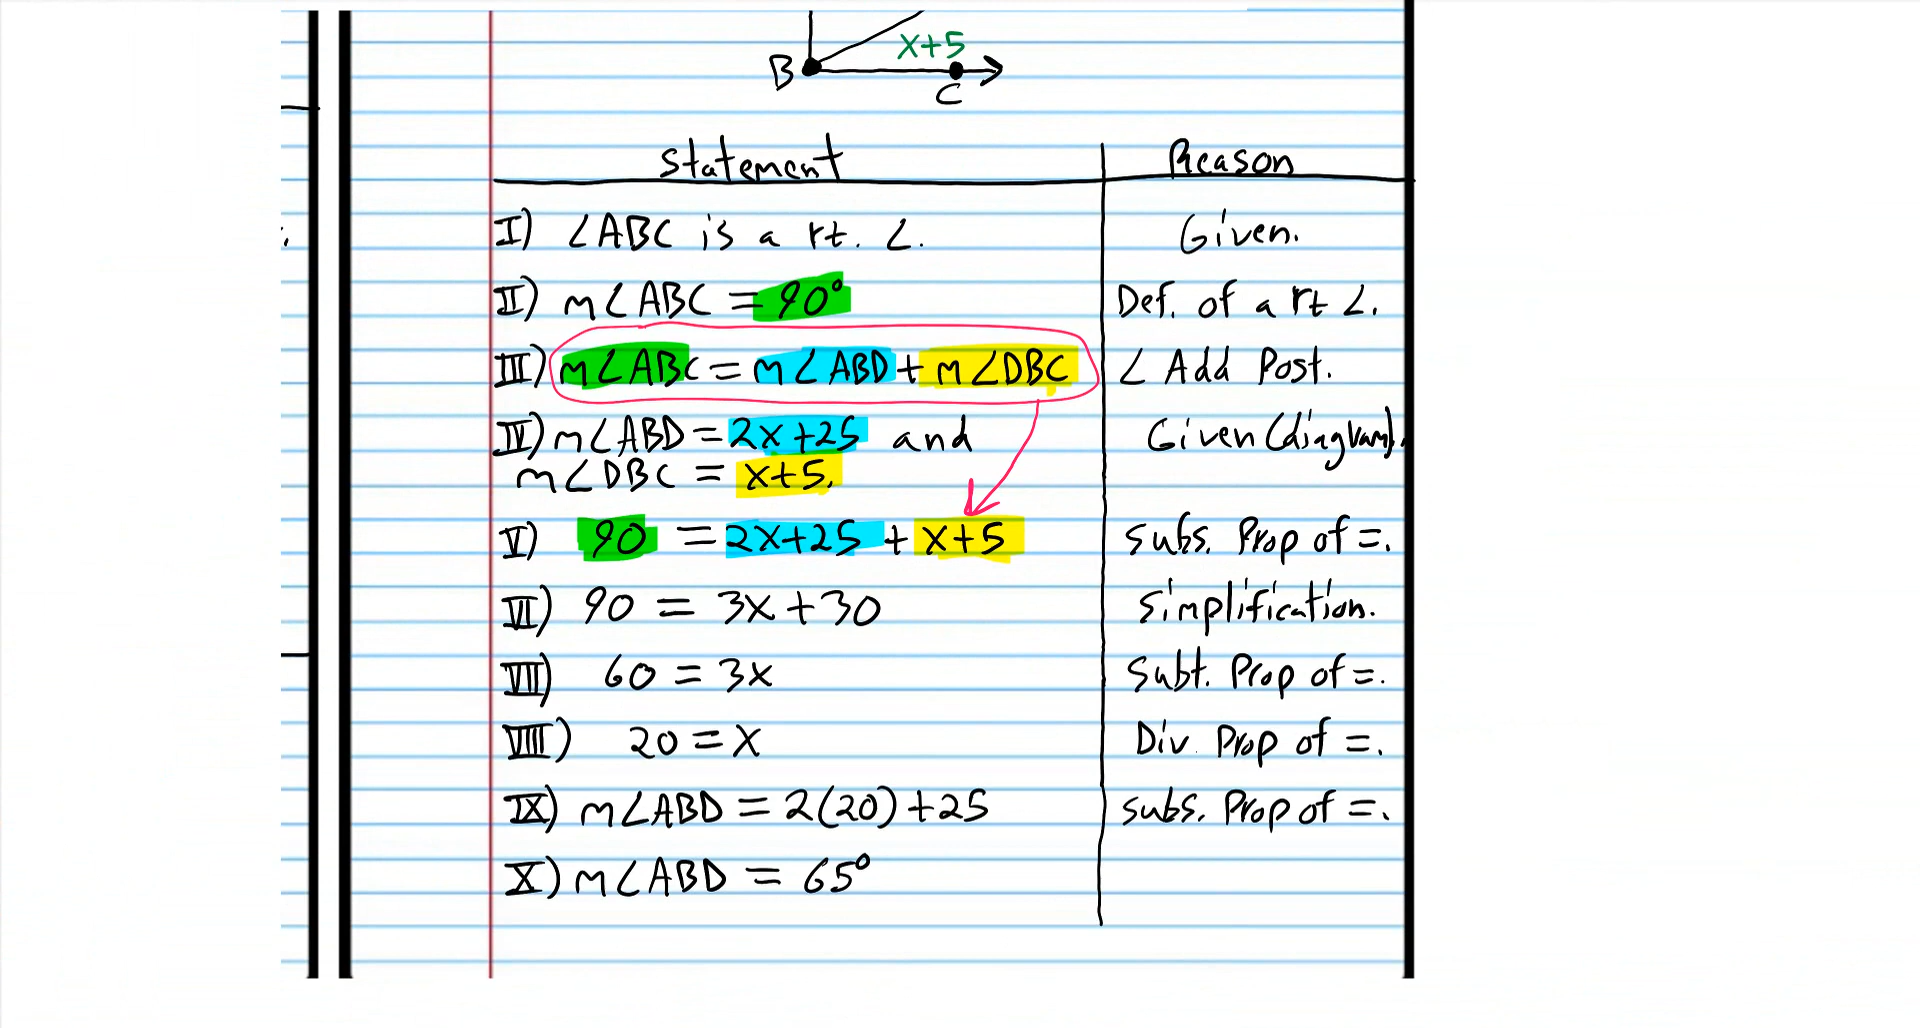 x+5
B
C
Statement Reason
I) ∠ABC is a rt. ∠. Given.
II) m∠ABC = 90° Def. of a rt ∠.
III) m∠ABC = m∠ABD + m∠DBC ∠ Add Post.
IV) m∠ABD = 2x+25 and Given (diagram).
m∠DBC = x+5.
V) 90 = 2x+25 + x+5 Subs. Prop of =.
VI) 90 = 3x+30 Simplification.
VII) 60 = 3x Subt. Prop of =.
VIII) 20 = x Div. Prop of =.
IX) m∠ABD = 2(20)+25 Subs. Prop of =.
X) m∠ABD = 65°